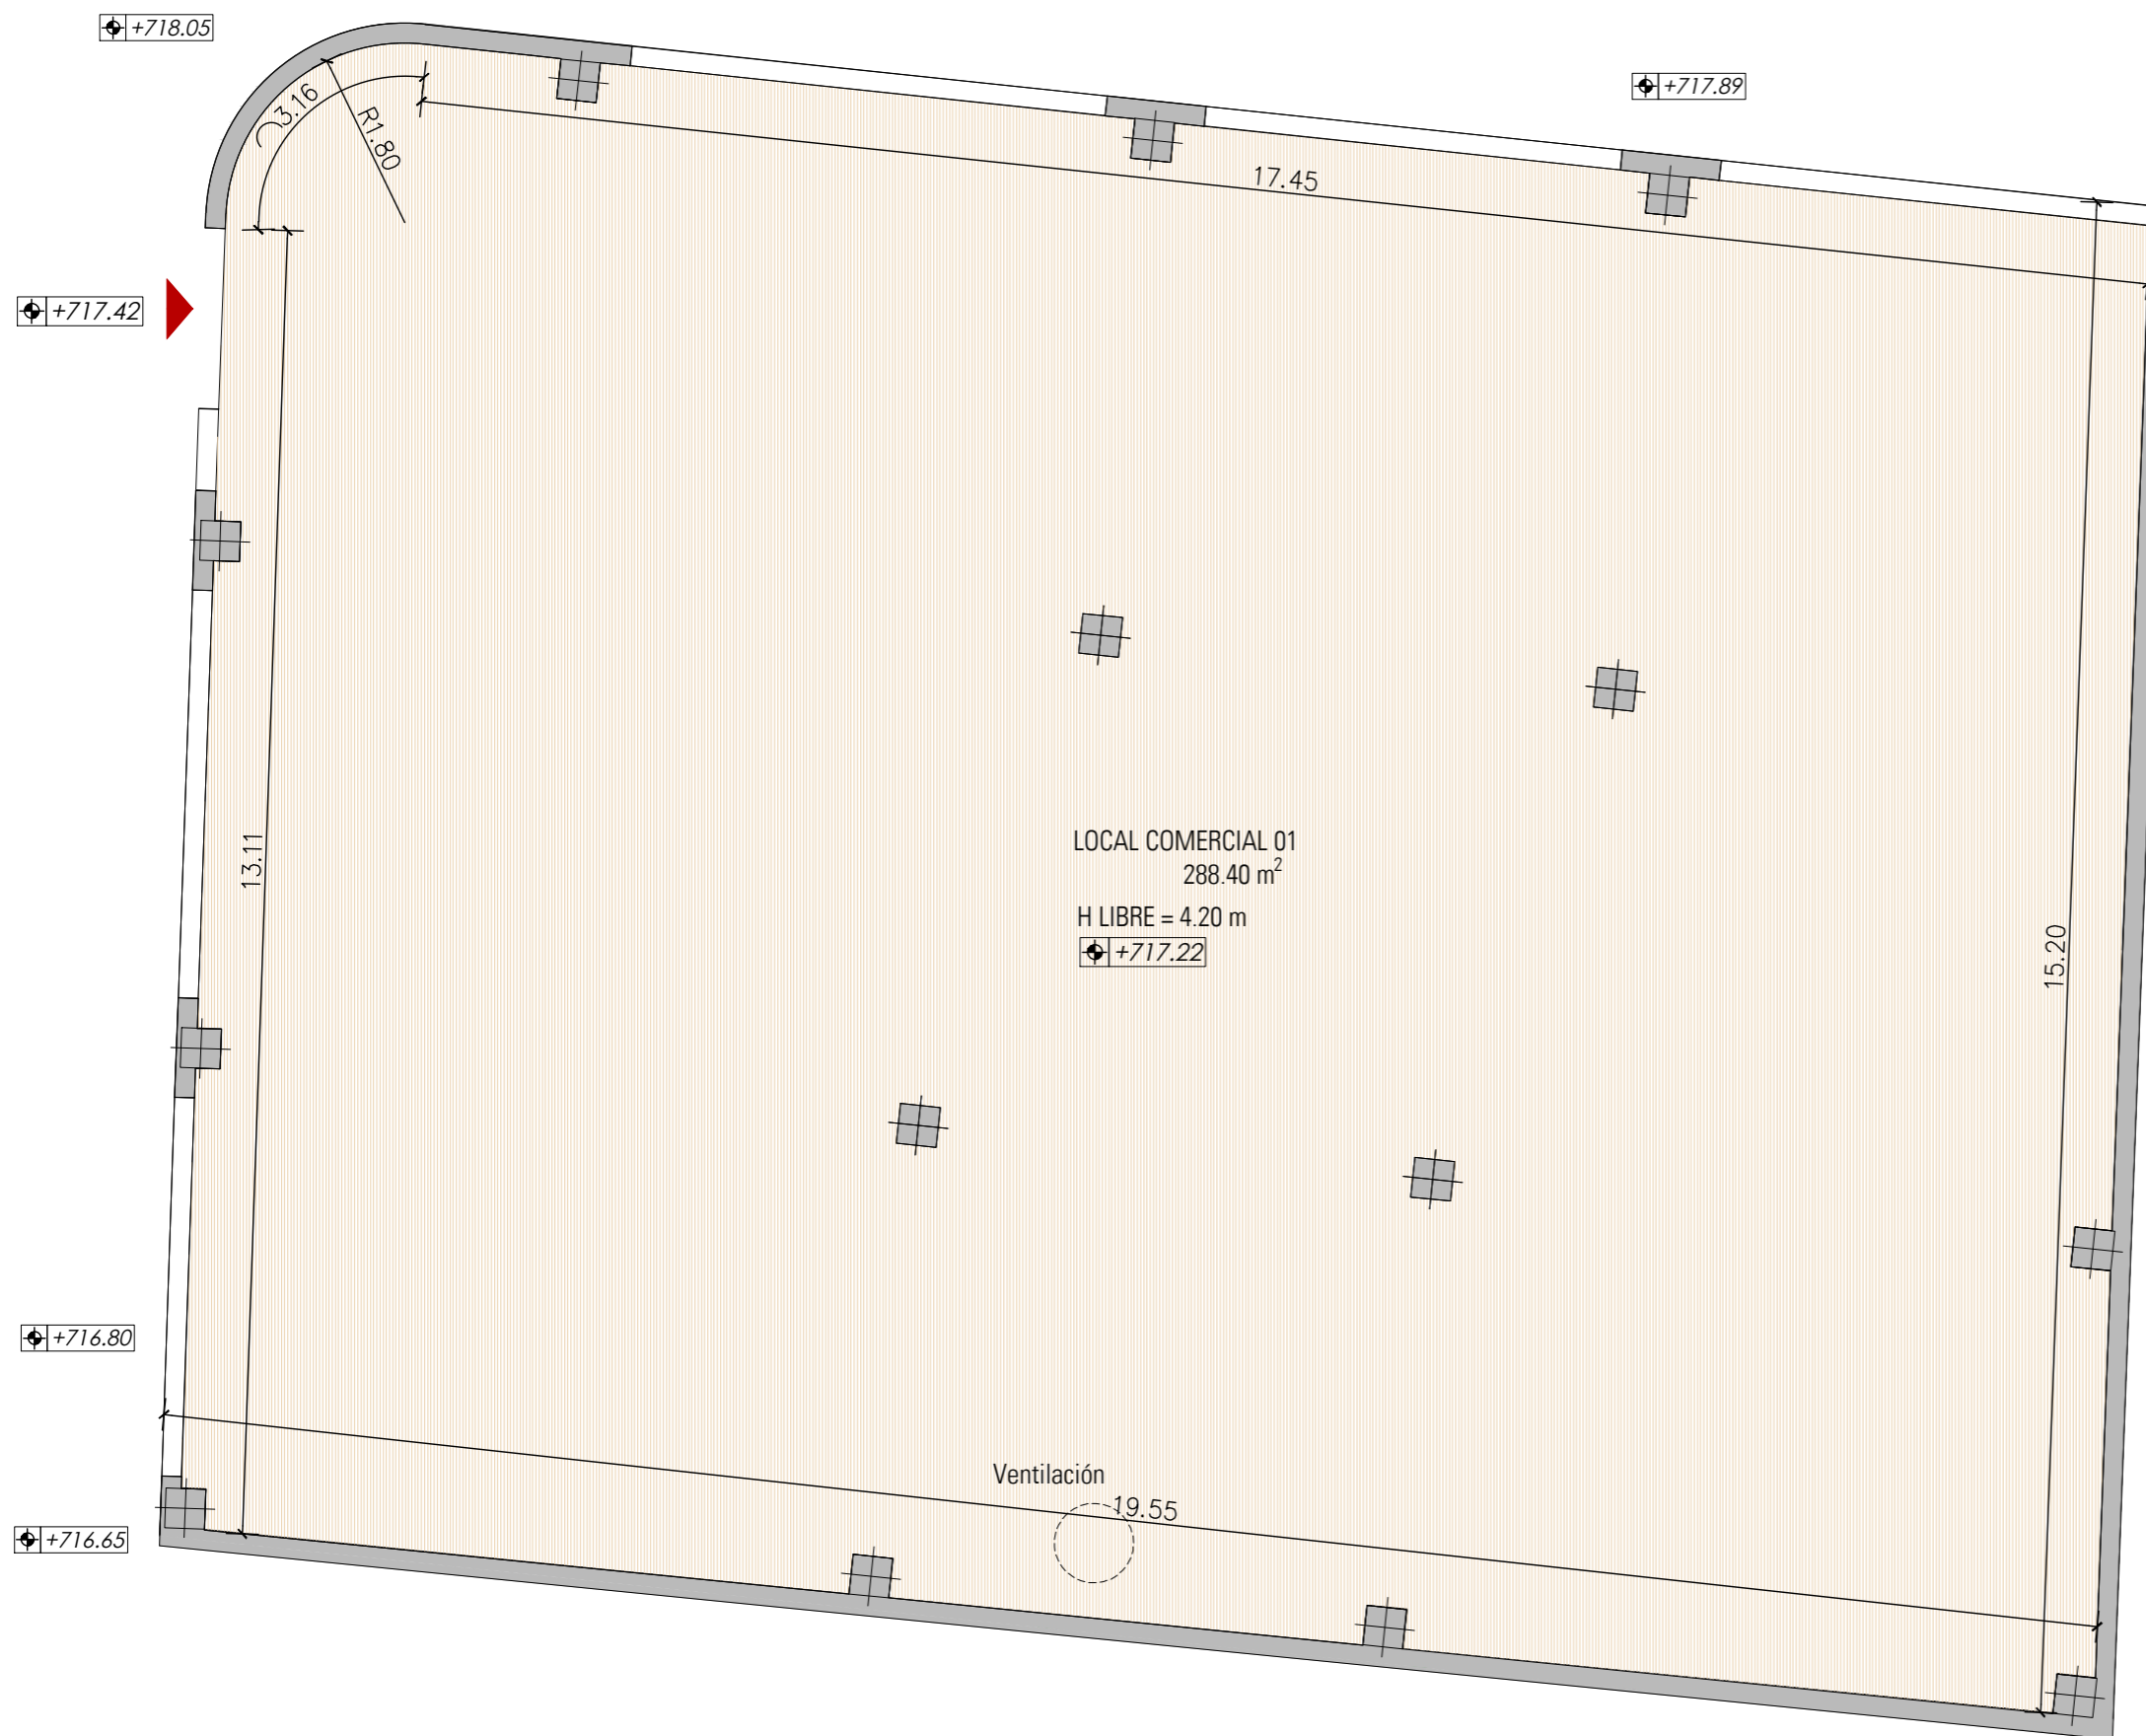 +718.05
+717.89
3.16
R1.80
17.45
+717.42
13.11
LOCAL COMERCIAL 01
288.40 m²
H LIBRE = 4.20 m
+717.22
15.20
+716.80
Ventilación
19.55
+716.65